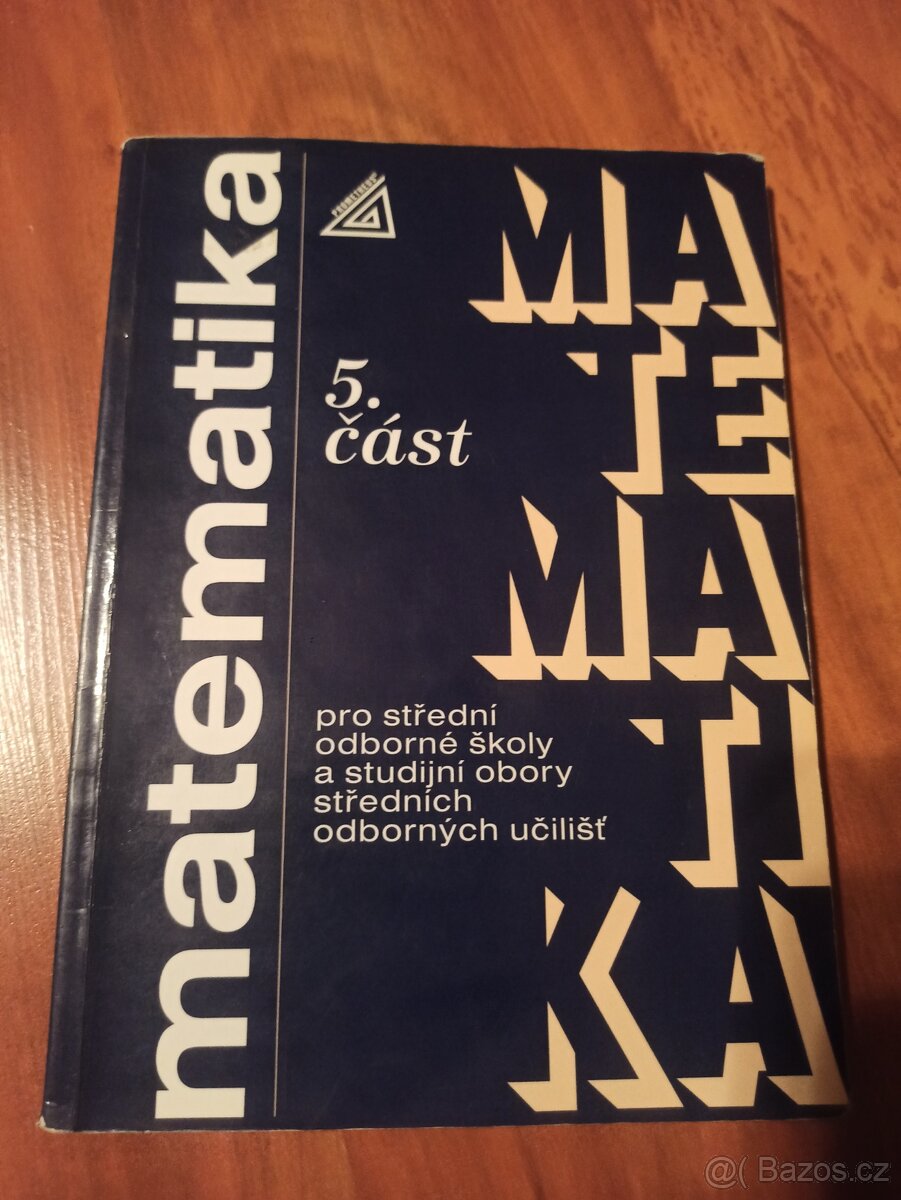 matematika
PROMETHEUS
5.
část
MA
TE
MA
TI
KA
pro střední
odborné školy
a studijní obory
středních
odborných učilišť
@( Bazos.cz